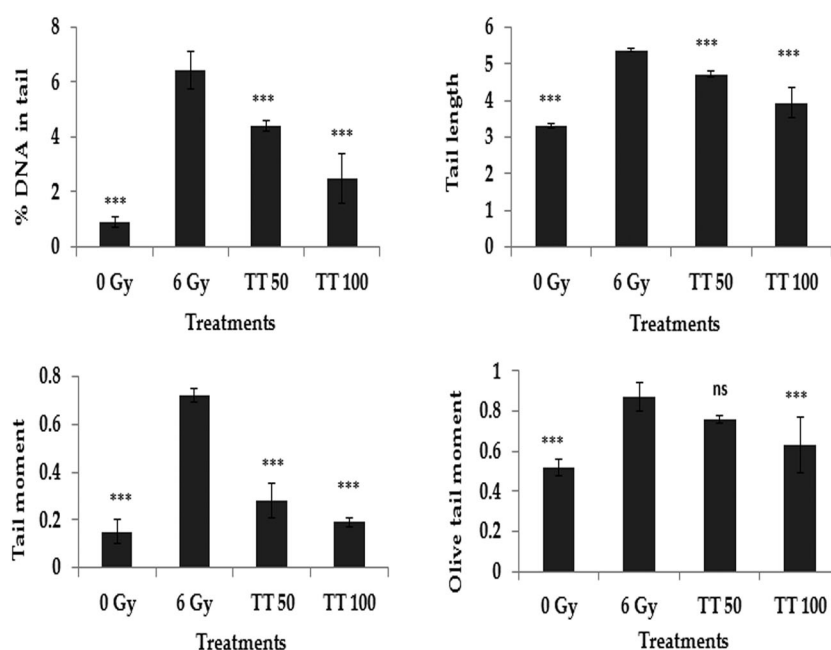 % DNA in tail
8
6
4
2
0
***
***
***
0 Gy
6 Gy
TT 50
TT 100
Treatments
Tail length
6
5
4
3
2
1
0
***
***
***
0 Gy
6 Gy
TT 50
TT 100
Treatments
Tail moment
0.8
0.6
0.4
0.2
0
***
***
***
0 Gy
6 Gy
TT 50
TT 100
Treatments
Olive tail moment
1
0.8
0.6
0.4
0.2
0
***
ns
***
0 Gy
6 Gy
TT 50
TT 100
Treatments